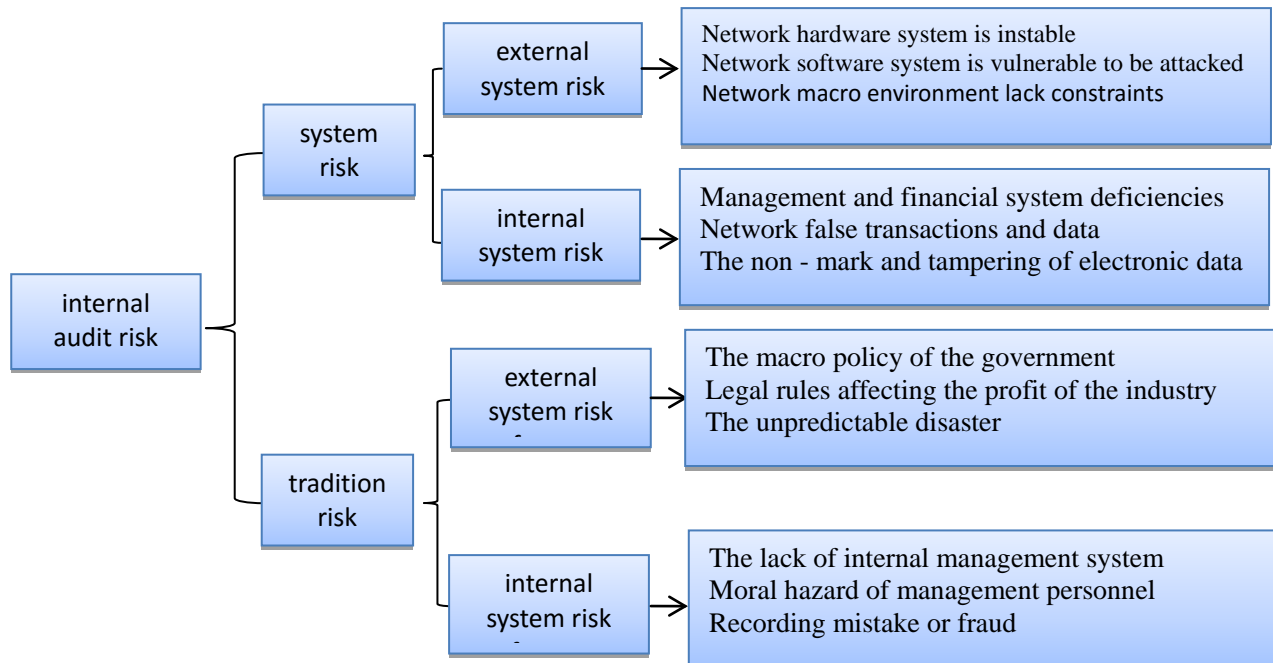 internal
audit risk
system
risk
external
system risk
Network hardware system is instable
Network software system is vulnerable to be attacked
Network macro environment lack constraints
internal
system risk
Management and financial system deficiencies
Network false transactions and data
The non - mark and tampering of electronic data
tradition
risk
external
system risk
The macro policy of the government
Legal rules affecting the profit of the industry
The unpredictable disaster
internal
system risk
The lack of internal management system
Moral hazard of management personnel
Recording mistake or fraud